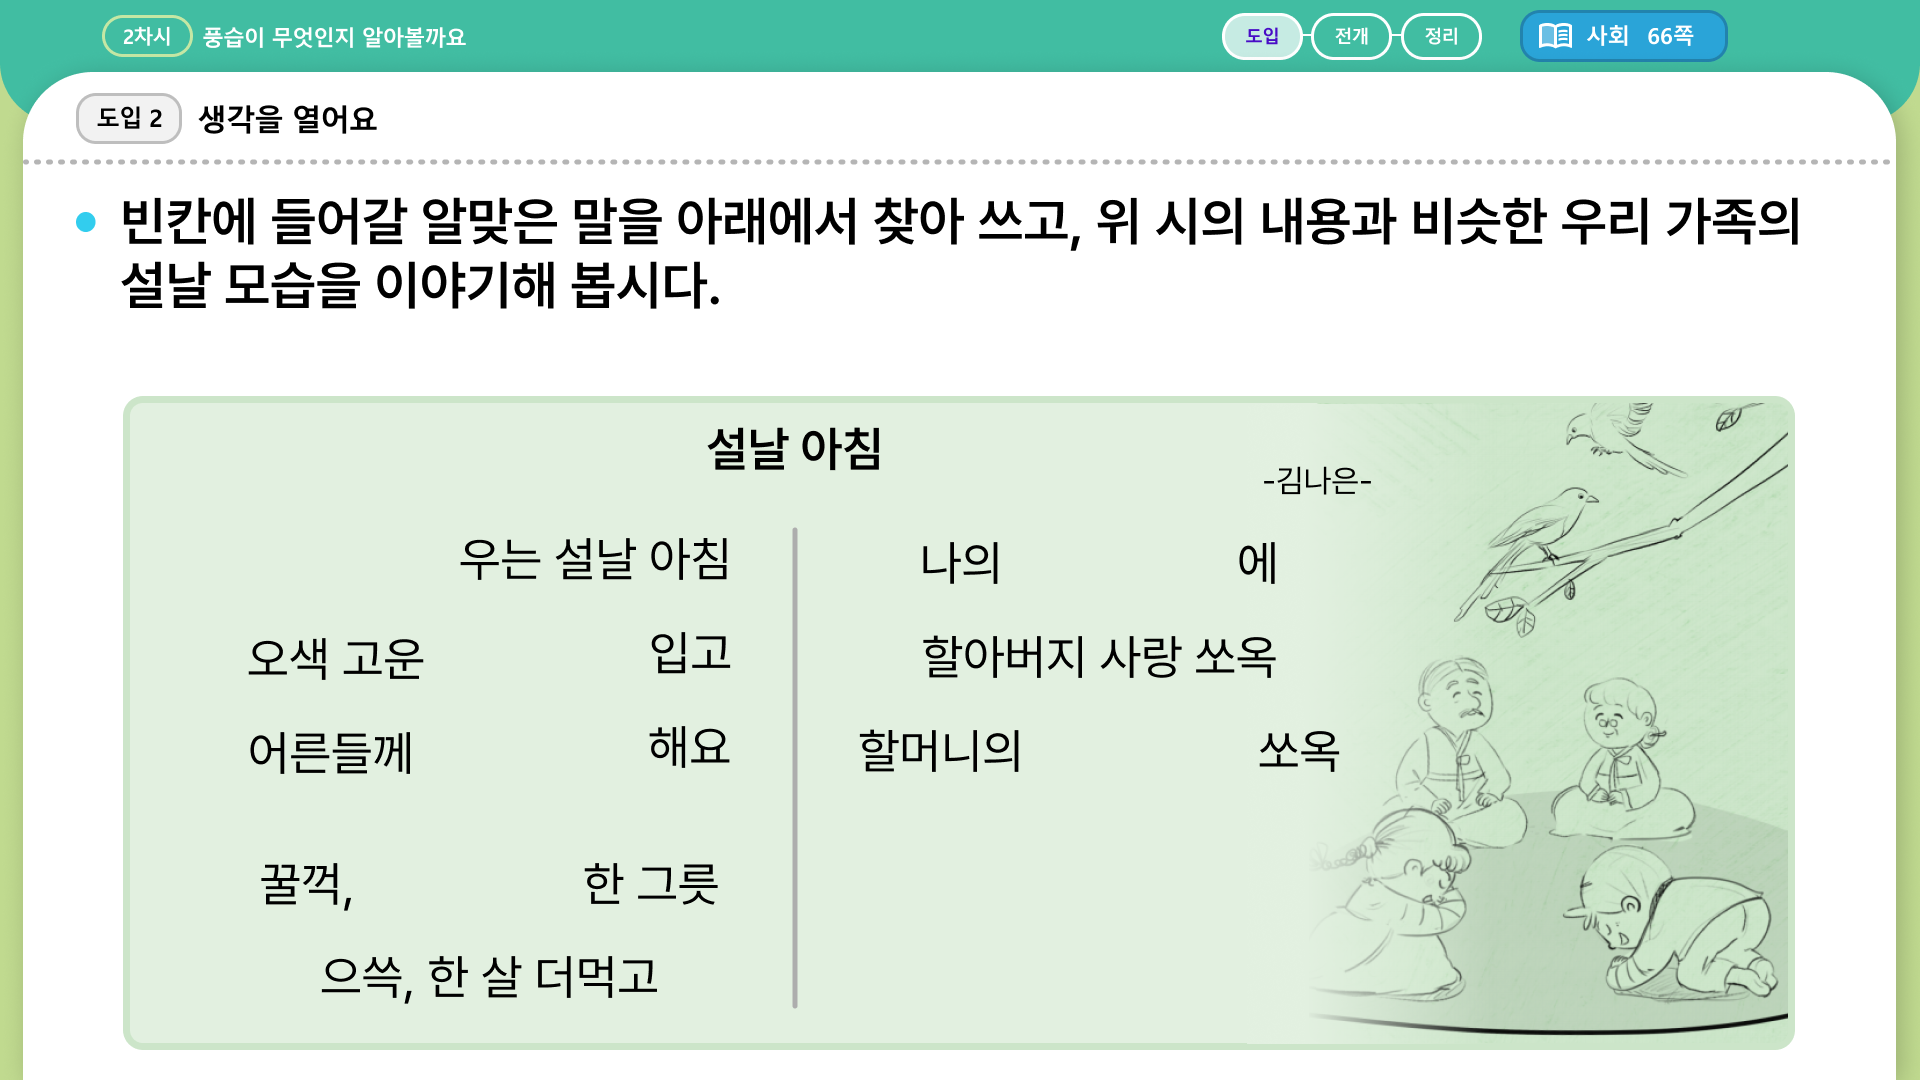 2차시 풍습이 무엇인지 알아볼까요
도입 전개 정리 사회 66쪽
도입 2 생각을 열어요
빈칸에 들어갈 알맞은 말을 아래에서 찾아 쓰고, 위 시의 내용과 비슷한 우리 가족의
설날 모습을 이야기해 봅시다.
설날 아침
-김나은-
우는 설날 아침
오색 고운 입고
어른들께 해요
꿀꺽, 한 그릇
으쓱, 한 살 더먹고
나의 에
할아버지 사랑 쏘옥
할머니의 쏘옥